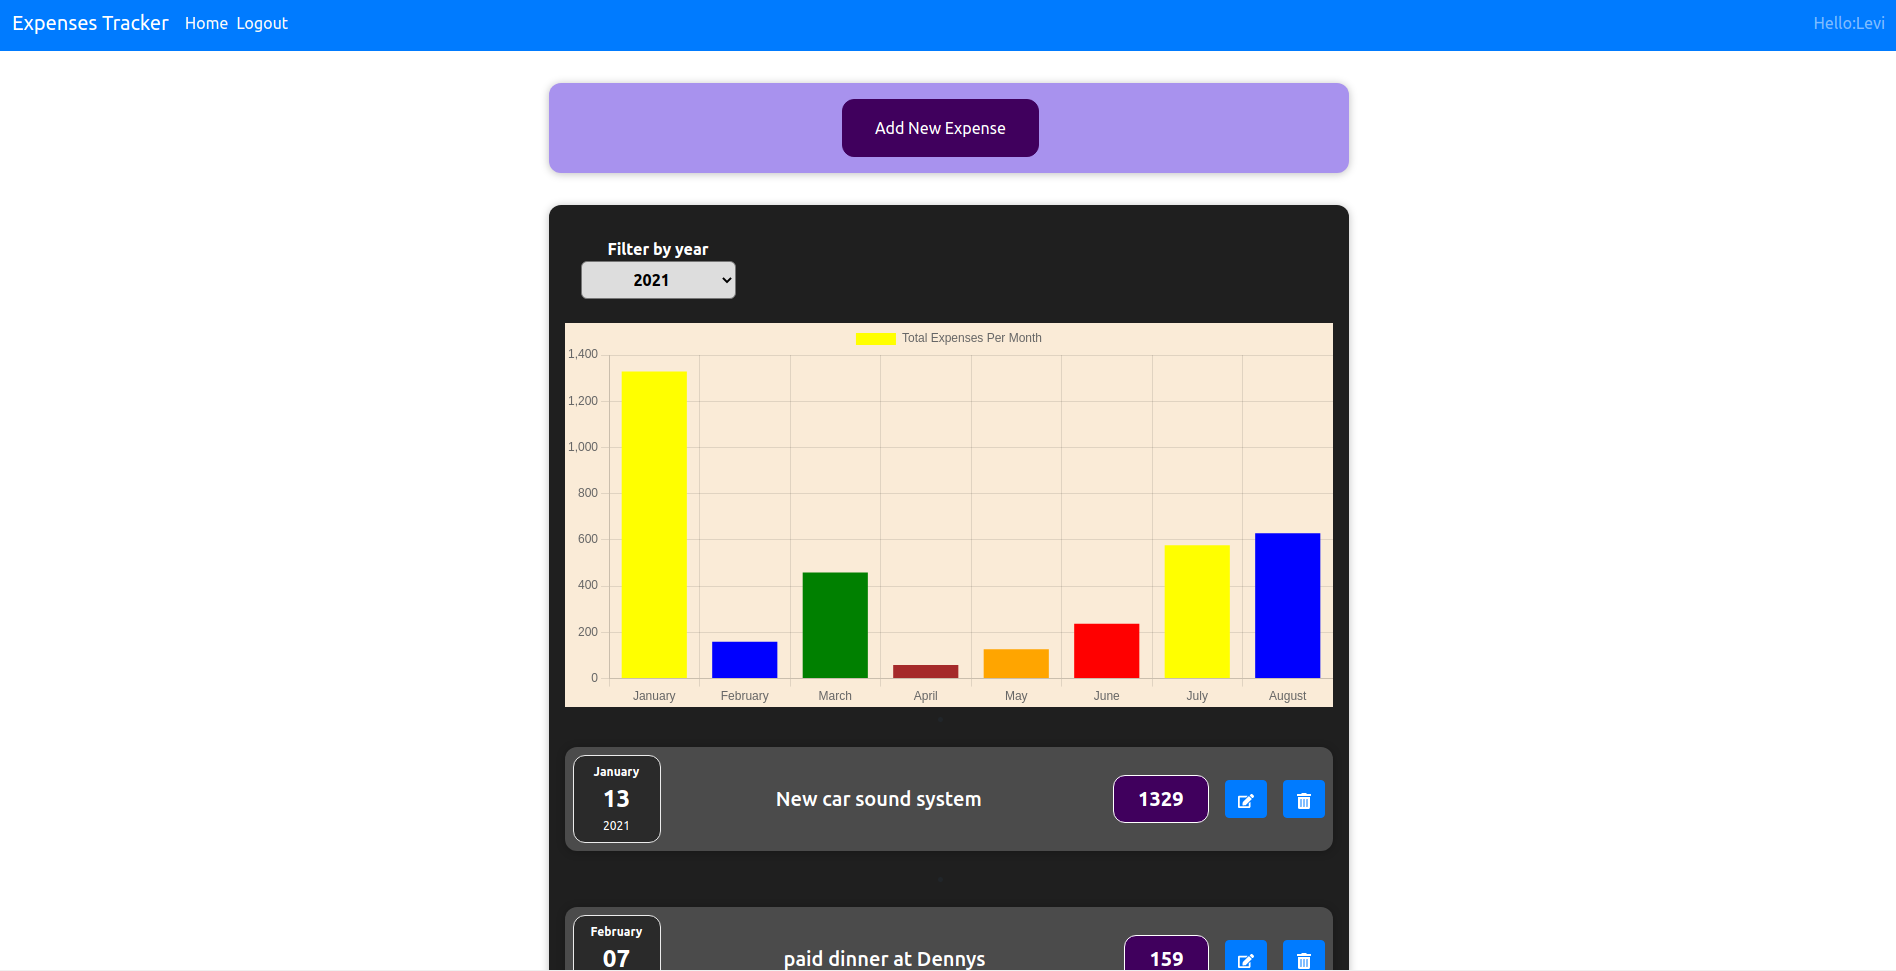 Expenses Tracker Home Logout Hello:Levi
Add New Expense
Filter by year
2021
Total Expenses Per Month
1,400
1,200
1,000
800
600
400
200
0
January February March April May June July August
January
13
2021
New car sound system
1329
February
07
paid dinner at Dennys
159